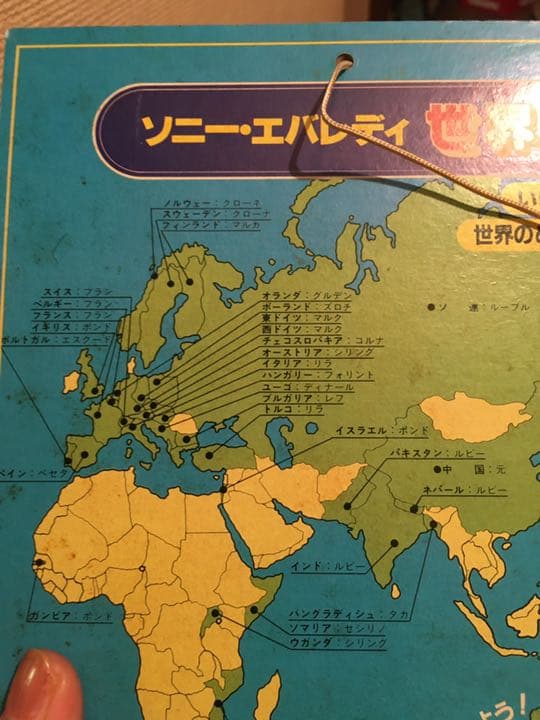 ソニー・エバレディ 世界
い
世界の
ノルウェー：クローネ
スウェーデン：クローナ
フィンランド：マルカ
スイス：フラン
ベルギー：フラン
フランス：フラン
イギリス：ポンド
ポルトガル：エスクード
オランダ：グルデン
ポーランド：ズロチ
東ドイツ：マルク
西ドイツ：マルク
チェコスロバキア：コルナ
オーストリア：シリング
イタリア：リラ
ハンガリー：フォリント
ユーゴ：ディナール
ブルガリア：レフ
トルコ：リラ
ソ連：ルーブル
イスラエル：ポンド
パキスタン：ルピー
中国：元
ネパール：ルピー
ペイン：ペセタ
インド：ルピー
バングラディシュ：タカ
ソマリア：セシリノ
ウガンダ：シリング
ガンビア：ポンド
よう!